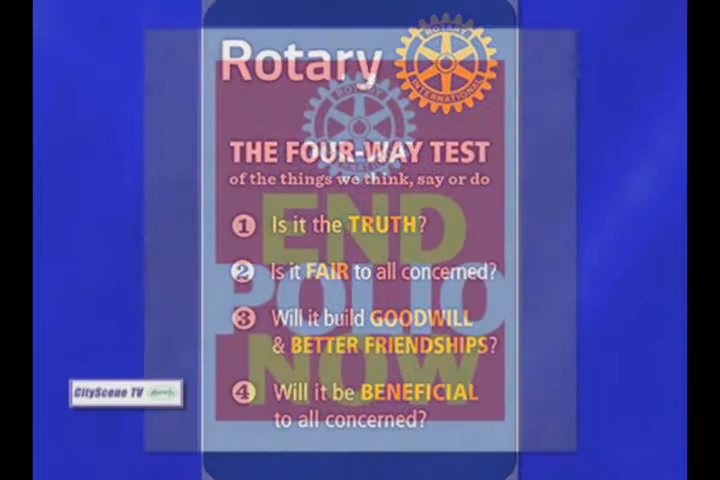 Rotary
ROTARY
INTERNATIONAL
ROTARY
INTERNATIONAL
THE FOUR-WAY TEST
of the things we think, say or do
1 Is it the TRUTH?
2 Is it FAIR to all concerned?
3 Will it build GOODWILL
& BETTER FRIENDSHIPS?
4 Will it be BENEFICIAL
to all concerned?
END
POLIO
NOW
CityScene TV